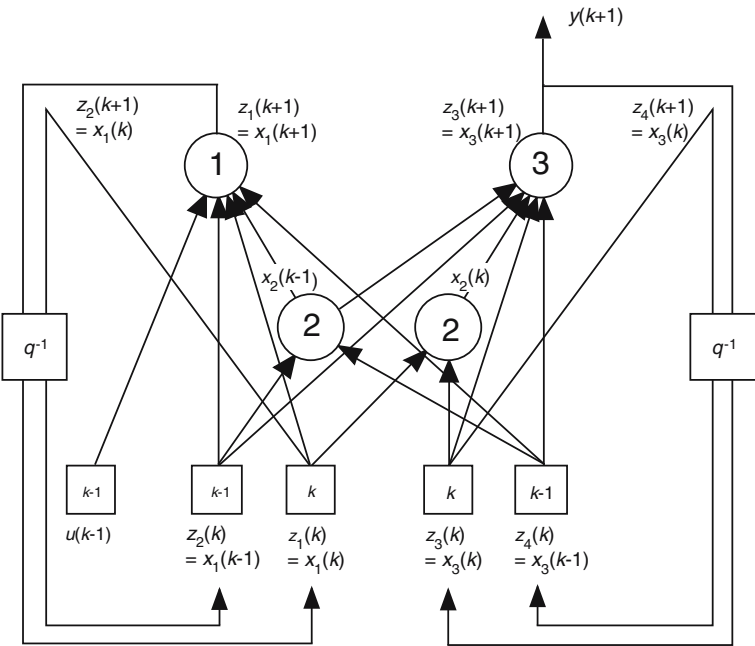 y(k+1)
z₂(k+1)
= x₁(k)
z₁(k+1)
= x₁(k+1)
z₃(k+1)
= x₃(k+1)
z₄(k+1)
= x₃(k)
1
3
x₂(k-1)
x₂(k)
2
2
q⁻¹
q⁻¹
k-1
k-1
k
k
k-1
u(k-1)
z₂(k)
= x₁(k-1)
z₁(k)
= x₁(k)
z₃(k)
= x₃(k)
z₄(k)
= x₃(k-1)